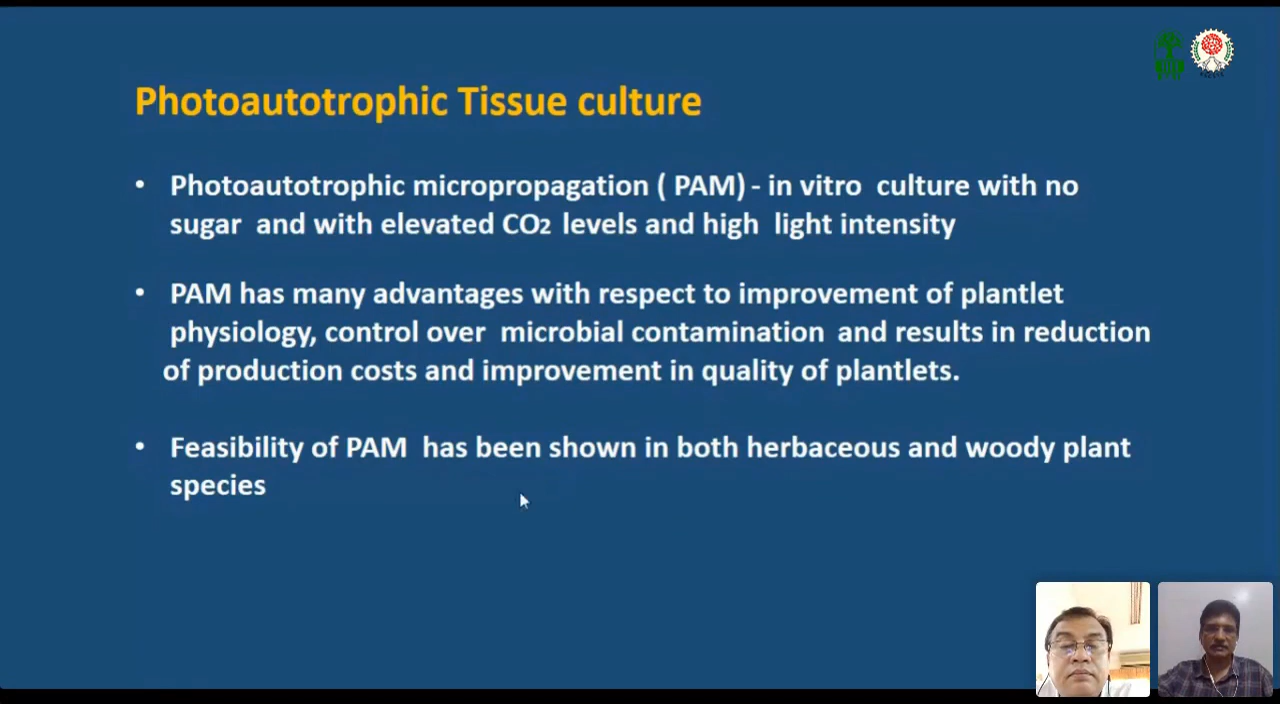 Photoautotrophic Tissue culture
• Photoautotrophic micropropagation ( PAM) - in vitro culture with no
sugar and with elevated CO2 levels and high light intensity
• PAM has many advantages with respect to improvement of plantlet
physiology, control over microbial contamination and results in reduction
of production costs and improvement in quality of plantlets.
• Feasibility of PAM has been shown in both herbaceous and woody plant
species